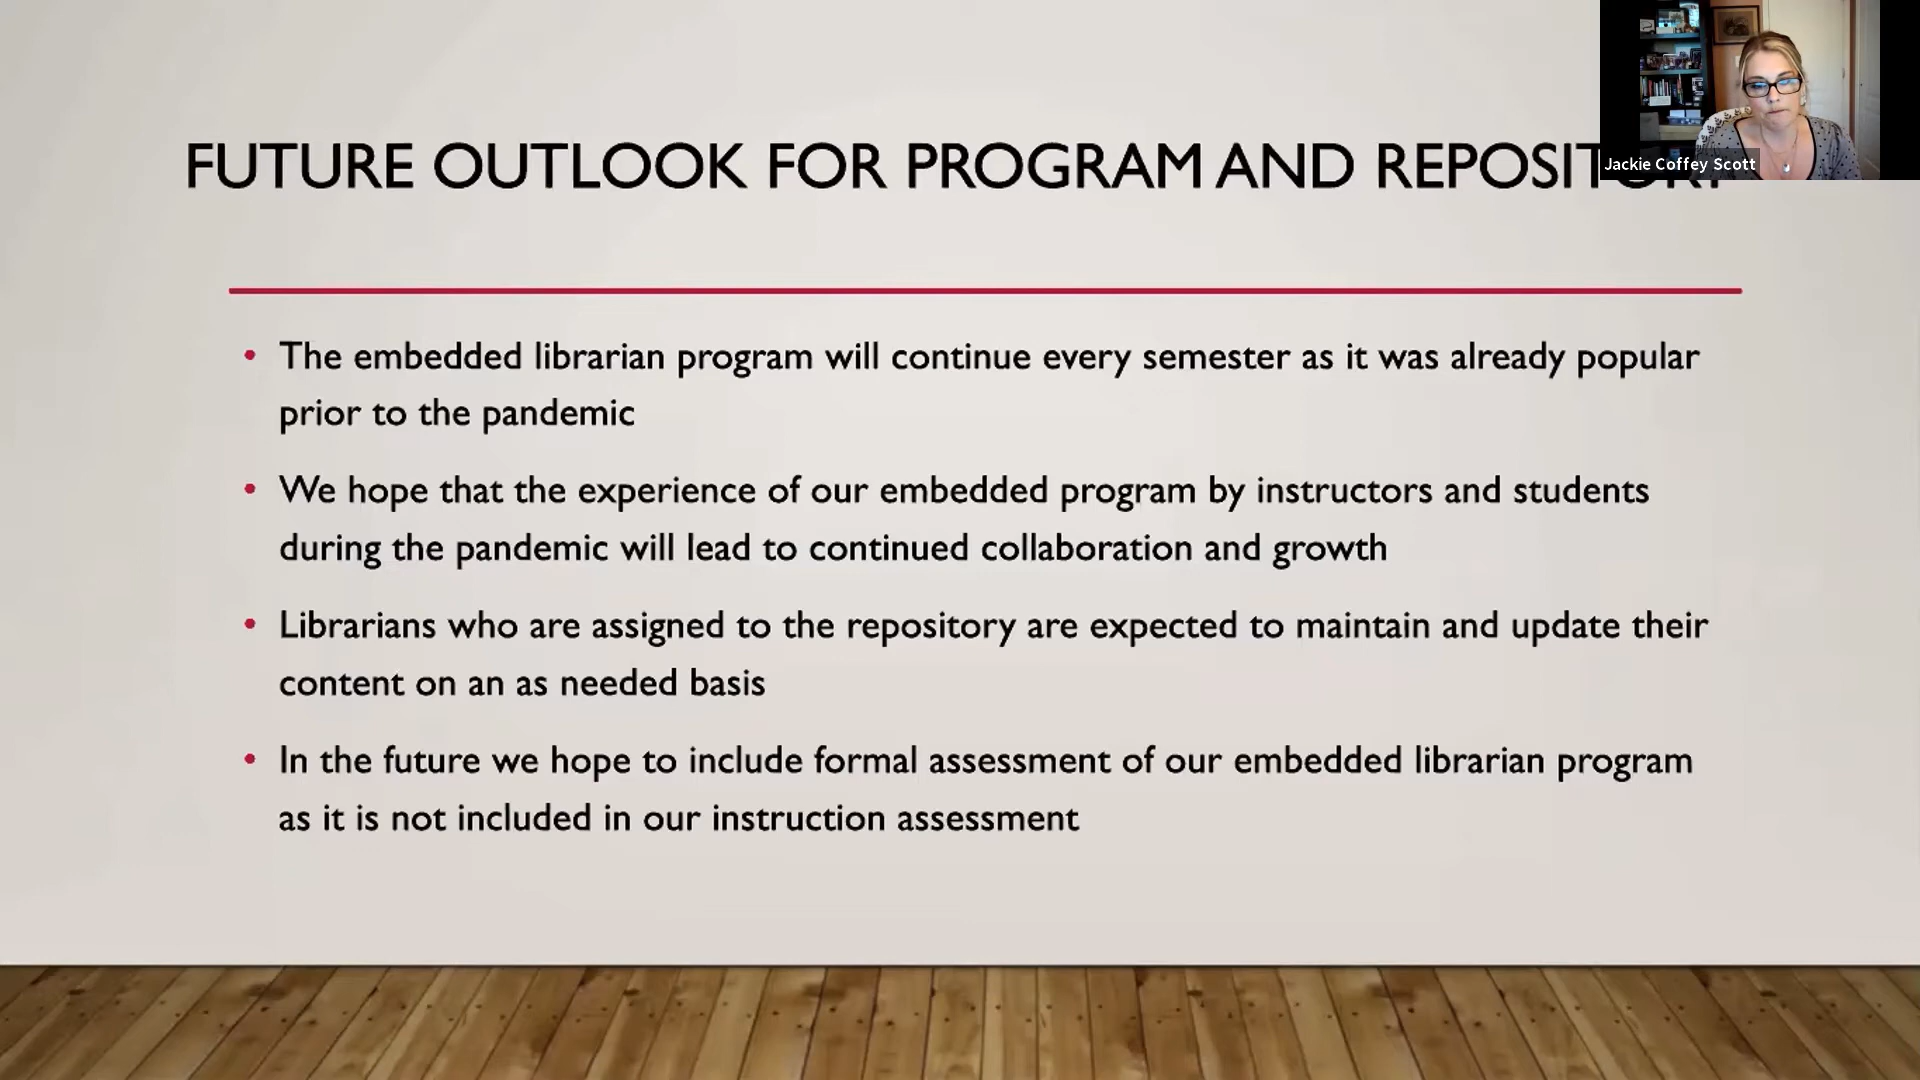 FUTURE OUTLOOK FOR PROGRAM AND REPOSITORY
Jackie Coffey Scott
• The embedded librarian program will continue every semester as it was already popular
prior to the pandemic
• We hope that the experience of our embedded program by instructors and students
during the pandemic will lead to continued collaboration and growth
• Librarians who are assigned to the repository are expected to maintain and update their
content on an as needed basis
• In the future we hope to include formal assessment of our embedded librarian program
as it is not included in our instruction assessment